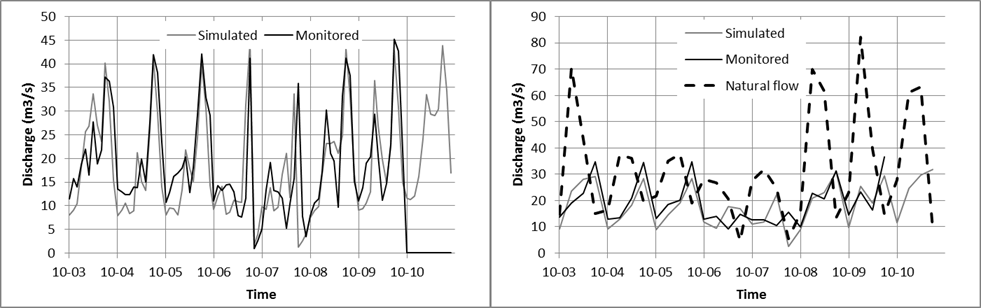 50
45
40
35
30
25
20
15
10
5
0
Discharge (m3/s)
Simulated Monitored
10-03 10-04 10-05 10-06 10-07 10-08 10-09 10-10
Time
90
80
70
60
50
40
30
20
10
0
Discharge (m3/s)
Simulated
Monitored
Natural flow
10-03 10-04 10-05 10-06 10-07 10-08 10-09 10-10
Time